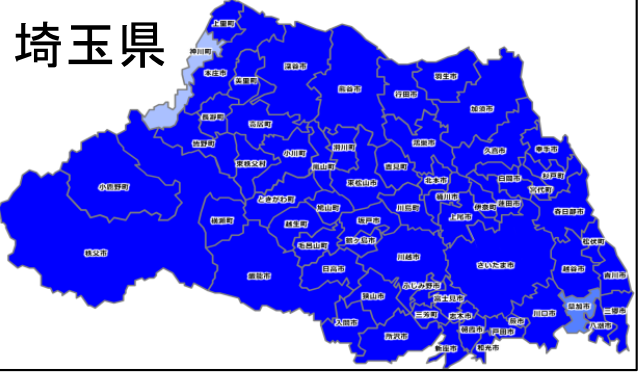 埼玉県
上里町
神川町
本庄市
美里町
深谷市
熊谷市
行田市
羽生市
加須市
長瀞町
寄居町
皆野町
東秩父村
小川町
嵐山町
滑川町
東松山市
吉見町
鴻巣市
北本市
久喜市
幸手市
杉戸町
宮代町
白岡市
蓮田市
伊奈町
桶川市
上尾市
春日部市
小鹿野町
秩父市
横瀬町
ときがわ町
越生町
鳩山町
毛呂山町
坂戸市
鶴ヶ島市
川島町
川越市
さいたま市
松伏町
越谷市
吉川市
飯能市
日高市
狭山市
入間市
所沢市
ふじみ野市
富士見市
三芳町
志木市
朝霞市
新座市
和光市
戸田市
蕨市
川口市
草加市
八潮市
三郷市